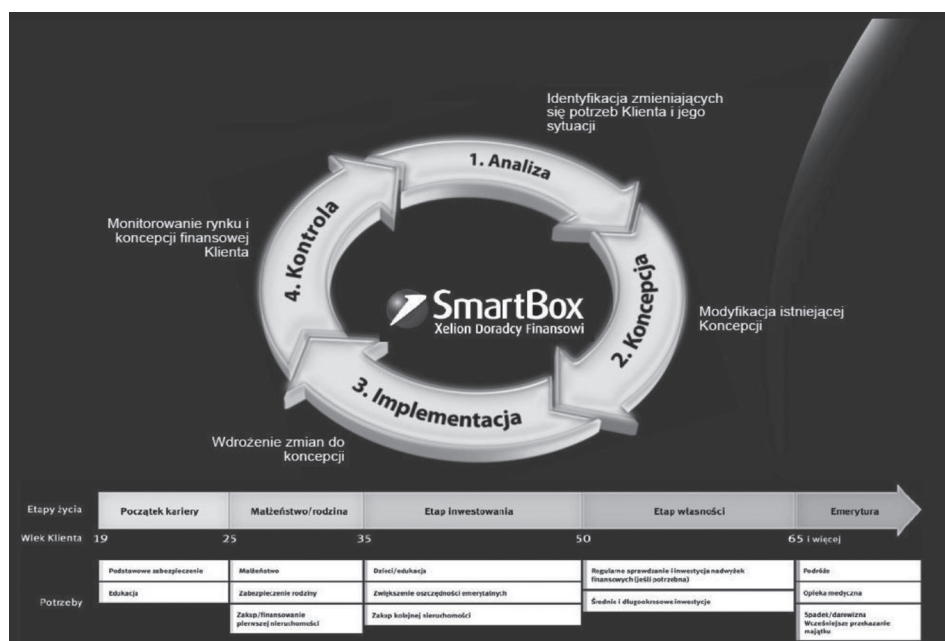 Identyfikacja zmieniających
się potrzeb Klienta i jego
sytuacji
1. Analiza
Monitorowanie rynku i
koncepcji finansowej
Klienta
4. Kontrola
SmartBox
Xelion Doradcy Finansowi
2. Koncepcja
Modyfikacja istniejącej
Koncepcji
3. Implementacja
Wdrożenie zmian do
koncepcji
Etapy życia
Początek kariery
Małżeństwo/rodzina
Etap inwestowania
Etap własności
Emerytura
Wiek Klienta
19
25
35
50
65 i więcej
Potrzeby
Podstawowe zabezpieczenie
Edukacja
Małżeństwo
Zabezpieczenie rodziny
Zakup/finansowanie
pierwszej nieruchomości
Dzieci/edukacja
Zwiększenie oszczędności emerytalnych
Zakup kolejnej nieruchomości
Regularne sprawdzanie i inwestycja nadwyżek
finansowych (jeśli potrzebna)
Średnie i długookresowe inwestycje
Podróże
Opieka medyczna
Spadek/darowizna
Wcześniejsze przekazanie
majątku